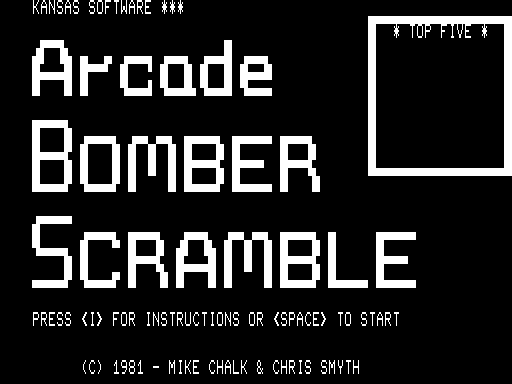 KANSAS SOFTWARE ***
* TOP FIVE *
Arcade
BOMBER
SCRAMBLE
PRESS <I> FOR INSTRUCTIONS OR <SPACE> TO START
(C) 1981 - MIKE CHALK & CHRIS SMYTH